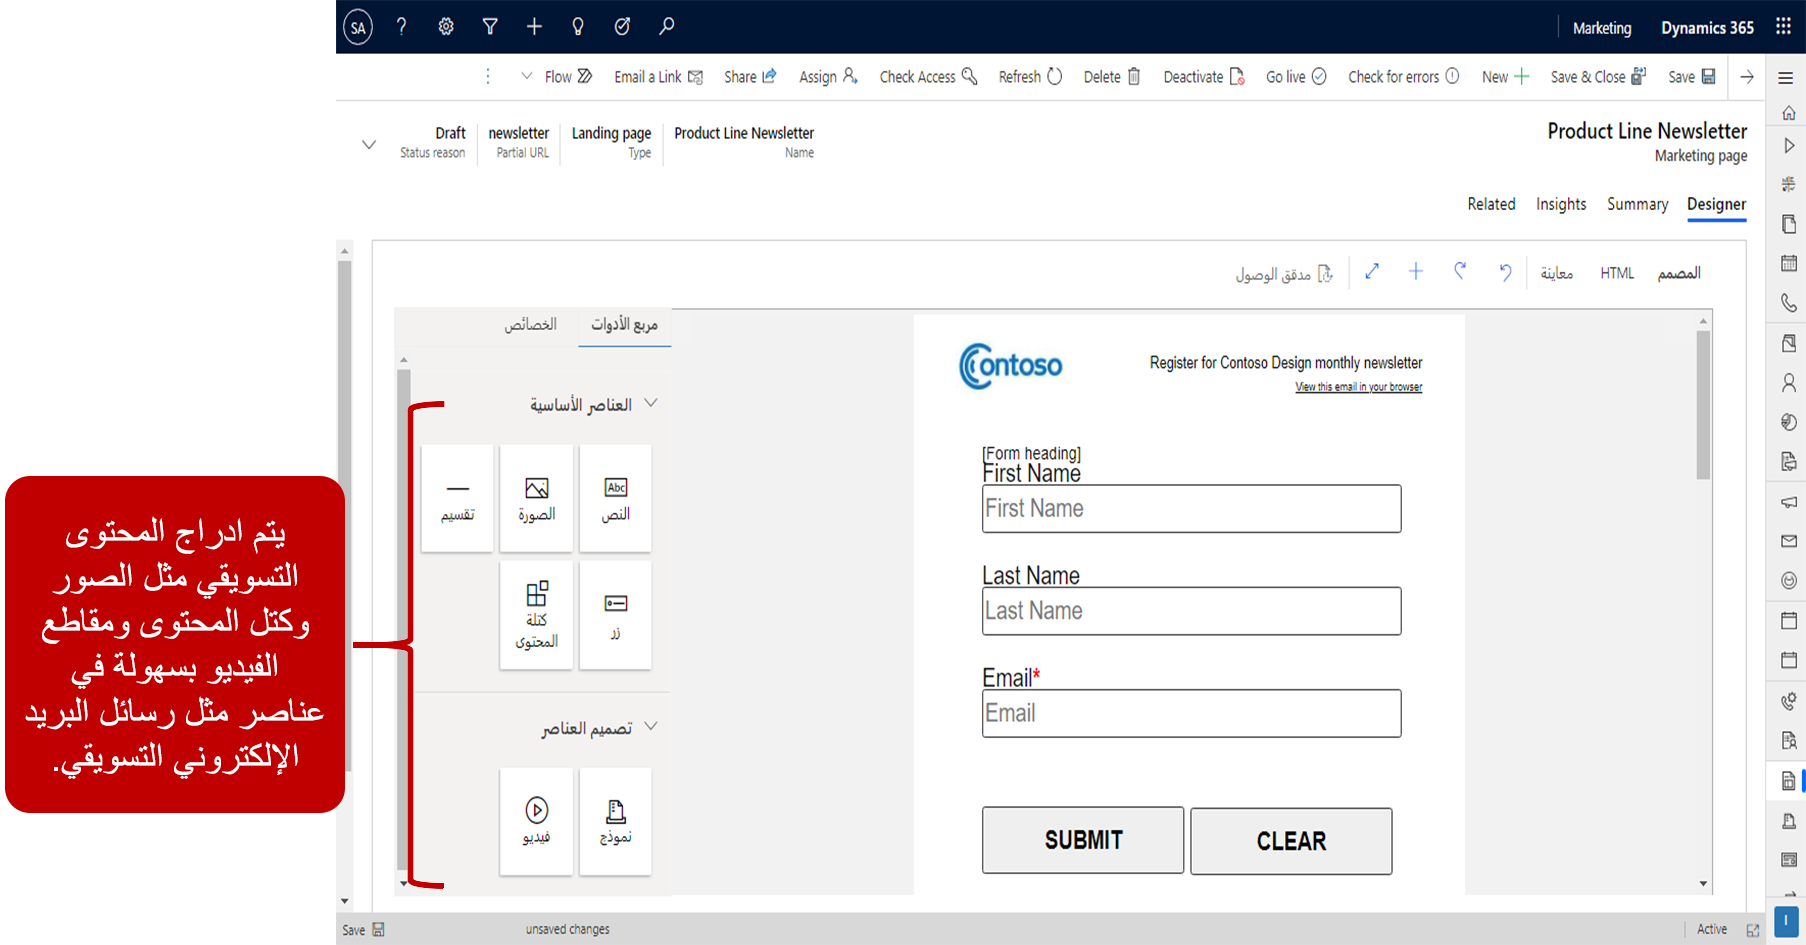 SA
Marketing
Dynamics 365
Flow
Email a Link
Share
Assign
Check Access
Refresh
Delete
Deactivate
Go live
Check for errors
New
Save & Close
Save
Draft
Status reason
newsletter
Partial URL
Landing page
Type
Product Line Newsletter
Name
Product Line Newsletter
Marketing page
Related
Insights
Summary
Designer
المصمم
HTML
معاينة
مدقق الوصول
مربع الأدوات
الخصائص
العناصر الأساسية
Abc
النص
الصورة
تقسيم
زر
كتلة
المحتوى
تصميم العناصر
نموذج
فيديو
Contoso
Register for Contoso Design monthly newsletter
View this email in your browser
[Form heading]
First Name
First Name
Last Name
Last Name
Email*
Email
SUBMIT
CLEAR
يتم ادراج المحتوى
التسويقي مثل الصور
وكتل المحتوى ومقاطع
الفيديو بسهولة في
عناصر مثل رسائل البريد
الإلكتروني التسويقي.
Save
unsaved changes
Active
I